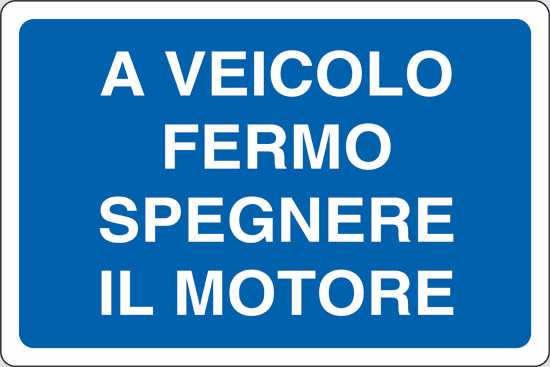 A VEICOLO
FERMO
SPEGNERE
IL MOTORE